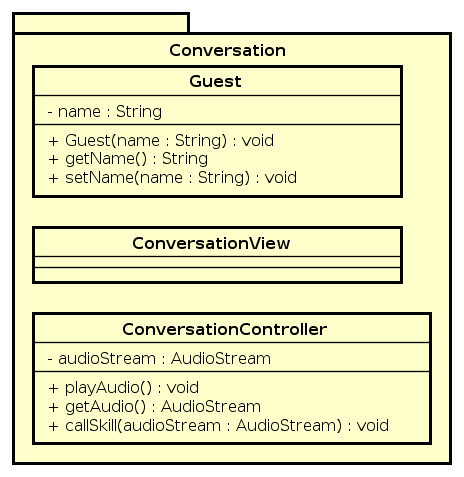 Conversation
Guest
- name : String
+ Guest(name : String) : void
+ getName() : String
+ setName(name : String) : void
ConversationView
ConversationController
- audioStream : AudioStream
+ playAudio() : void
+ getAudio() : AudioStream
+ callSkill(audioStream : AudioStream) : void